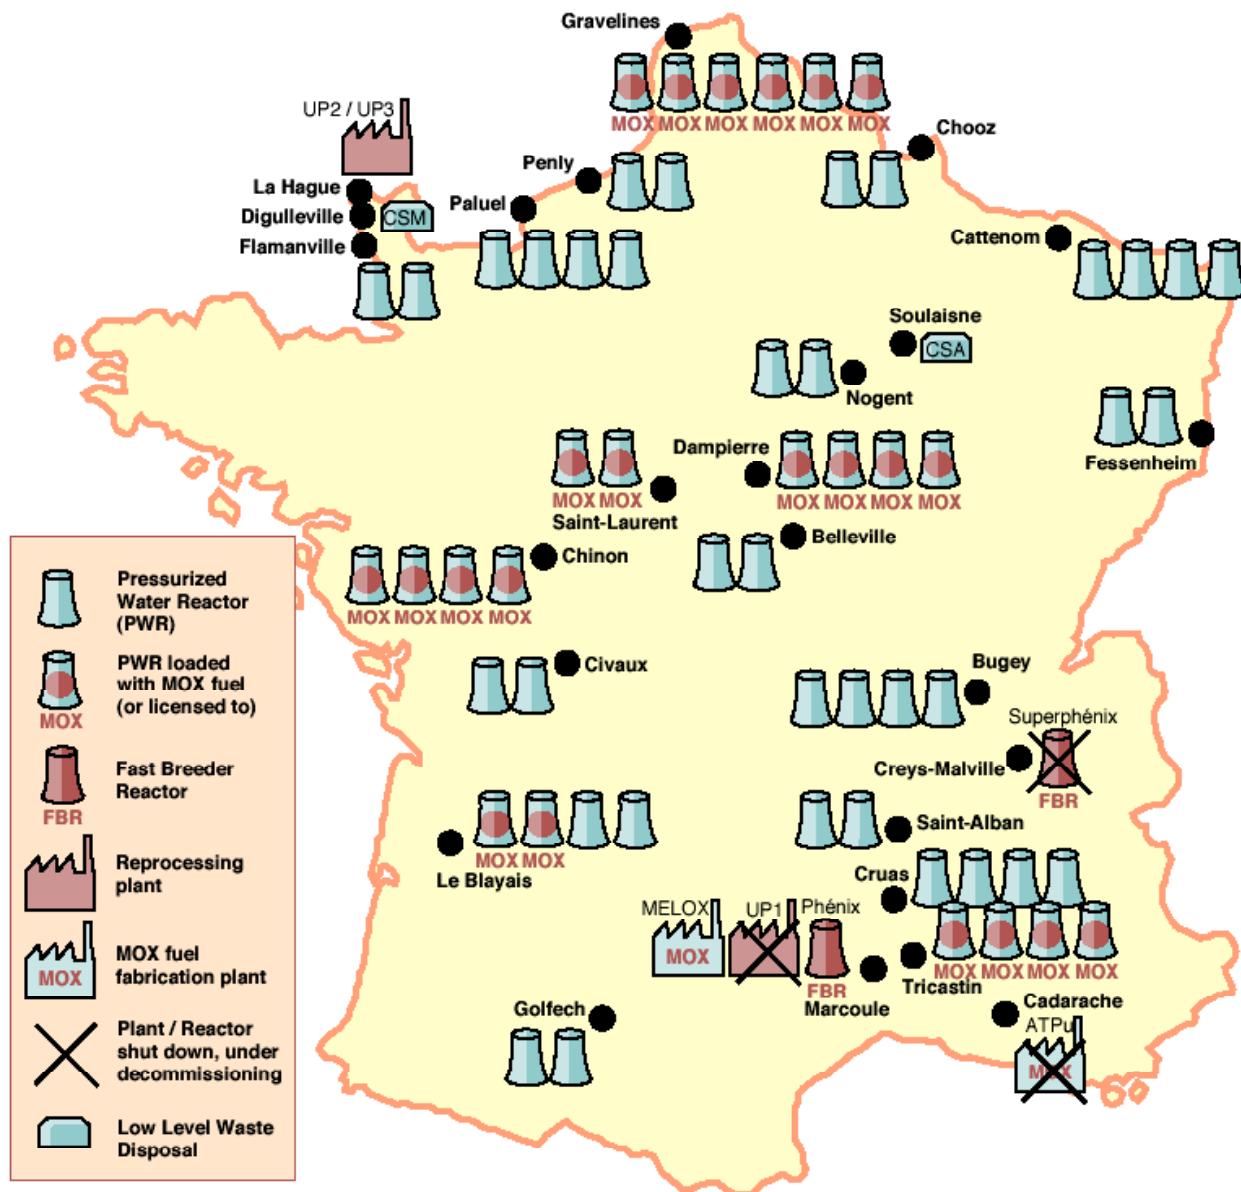 Gravelines
MOX MOX MOX MOX MOX MOX
UP2 / UP3
Chooz
Penly
La Hague
Paluel
Digulleville
CSM
Flamanville
Cattenom
Soulaisne
CSA
Nogent
Dampierre
Fessenheim
MOX MOX
MOX MOX MOX MOX
Saint-Laurent
Belleville
Chinon
MOX MOX MOX MOX
Civaux
Bugey
Superphénix
Creys-Malville
FBR
Saint-Alban
MOX MOX
Le Blayais
Cruas
MELOX
MOX
UP1
Phénix
FBR
Marcoule
MOX MOX MOX MOX
Tricastin
Golfech
Cadarache
ATPu
MOX
Pressurized
Water Reactor
(PWR)
PWR loaded
with MOX fuel
(or licensed to)
MOX
Fast Breeder
Reactor
FBR
Reprocessing
plant
MOX fuel
fabrication plant
MOX
Plant / Reactor
shut down, under
decommissioning
Low Level Waste
Disposal